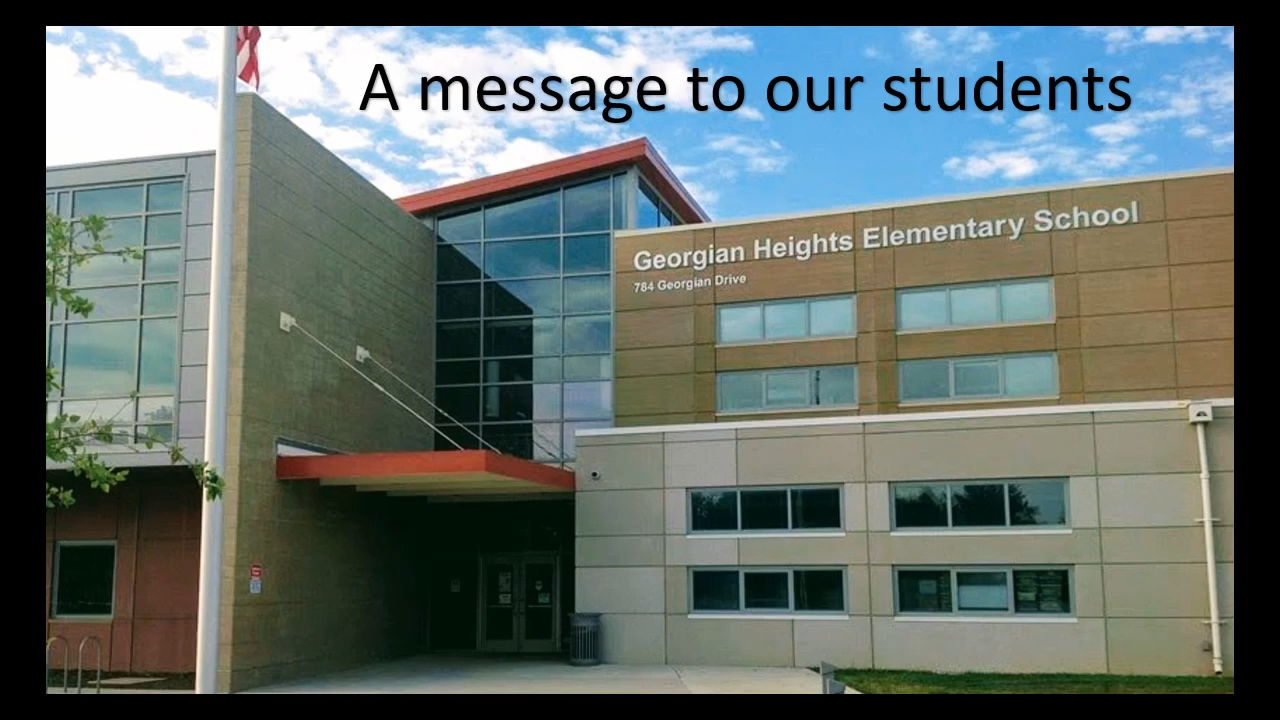 A message to our students
Georgian Heights Elementary School
784 Georgian Drive